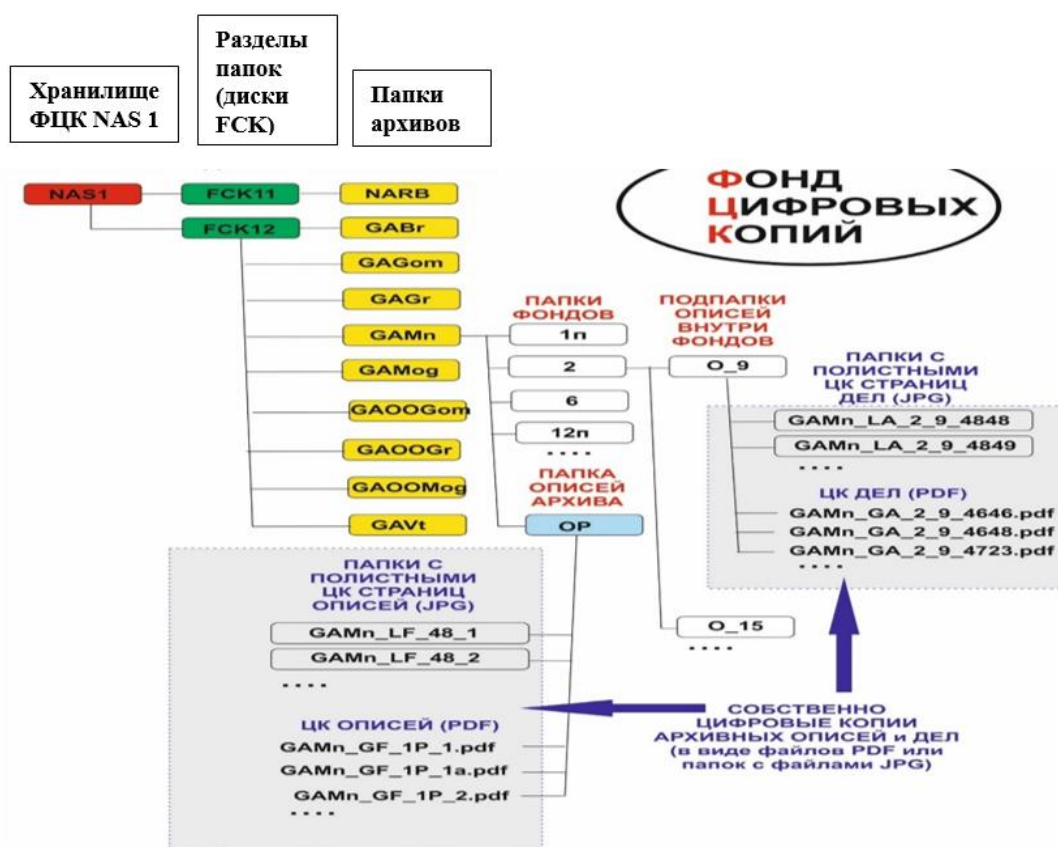 Хранилище
ФЦК NAS 1
Разделы
папок
(диски
FCK)
Папки
архивов
ФОНД
ЦИФРОВЫХ
КОПИЙ
NAS1
FCK11
FCK12
NARB
GABr
GAGom
GAGr
GAMn
GAMog
GAOOGom
GAOOGr
GAOOMog
GAVt
ПАПКИ
ФОНДОВ
1п
2
6
12п
....
ПАПКА
ОПИСЕЙ
АРХИВА
OP
ПОДПАПКИ
ОПИСЕЙ
ВНУТРИ
ФОНДОВ
O_9
O_15
....
ПАПКИ С
ПОЛИСТНЫМИ
ЦК СТРАНИЦ
ДЕЛ (JPG)
GAMn_LA_2_9_4848
GAMn_LA_2_9_4849
....
ЦК ДЕЛ (PDF)
GAMn_GA_2_9_4646.pdf
GAMn_GA_2_9_4648.pdf
GAMn_GA_2_9_4723.pdf
....
ПАПКИ С
ПОЛИСТНЫМИ
ЦК СТРАНИЦ
ОПИСЕЙ (JPG)
GAMn_LF_48_1
GAMn_LF_48_2
....
ЦК ОПИСЕЙ (PDF)
GAMn_GF_1P_1.pdf
GAMn_GF_1P_1a.pdf
GAMn_GF_1P_2.pdf
....
СОБСТВЕННО
ЦИФРОВЫЕ КОПИИ
АРХИВНЫХ ОПИСЕЙ и ДЕЛ
(в виде файлов PDF или
папок с файлами JPG)